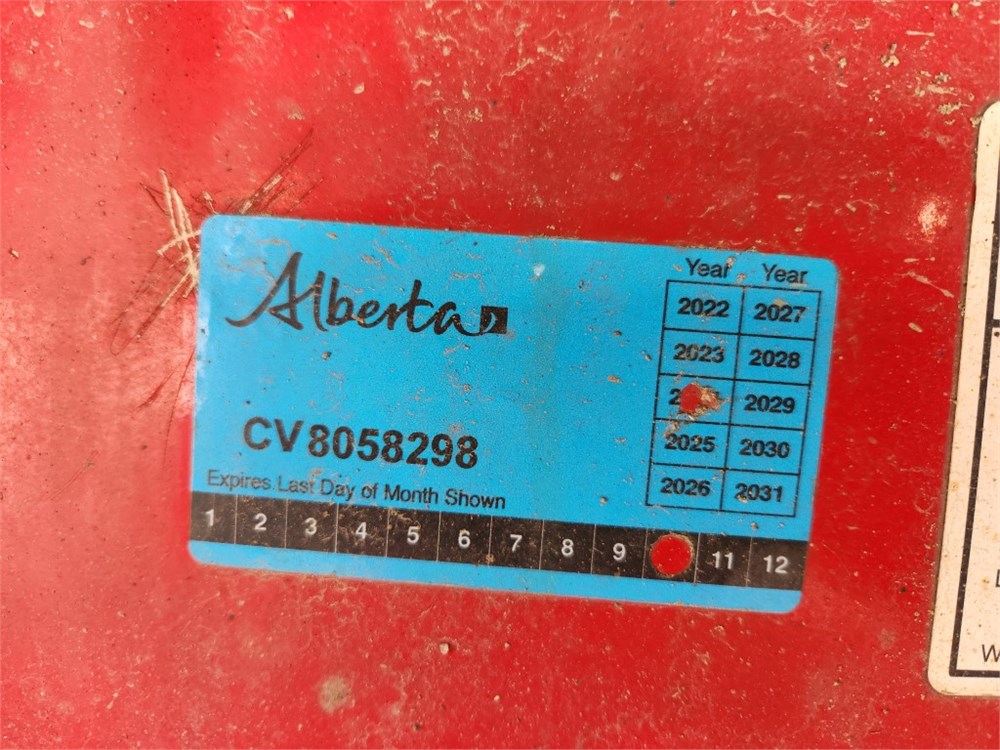 Alberta
Year Year
2022 2027
2023 2028
2029
2025 2030
2026 2031
CV8058298
Expires Last Day of Month Shown
1 2 3 4 5 6 7 8 9 11 12